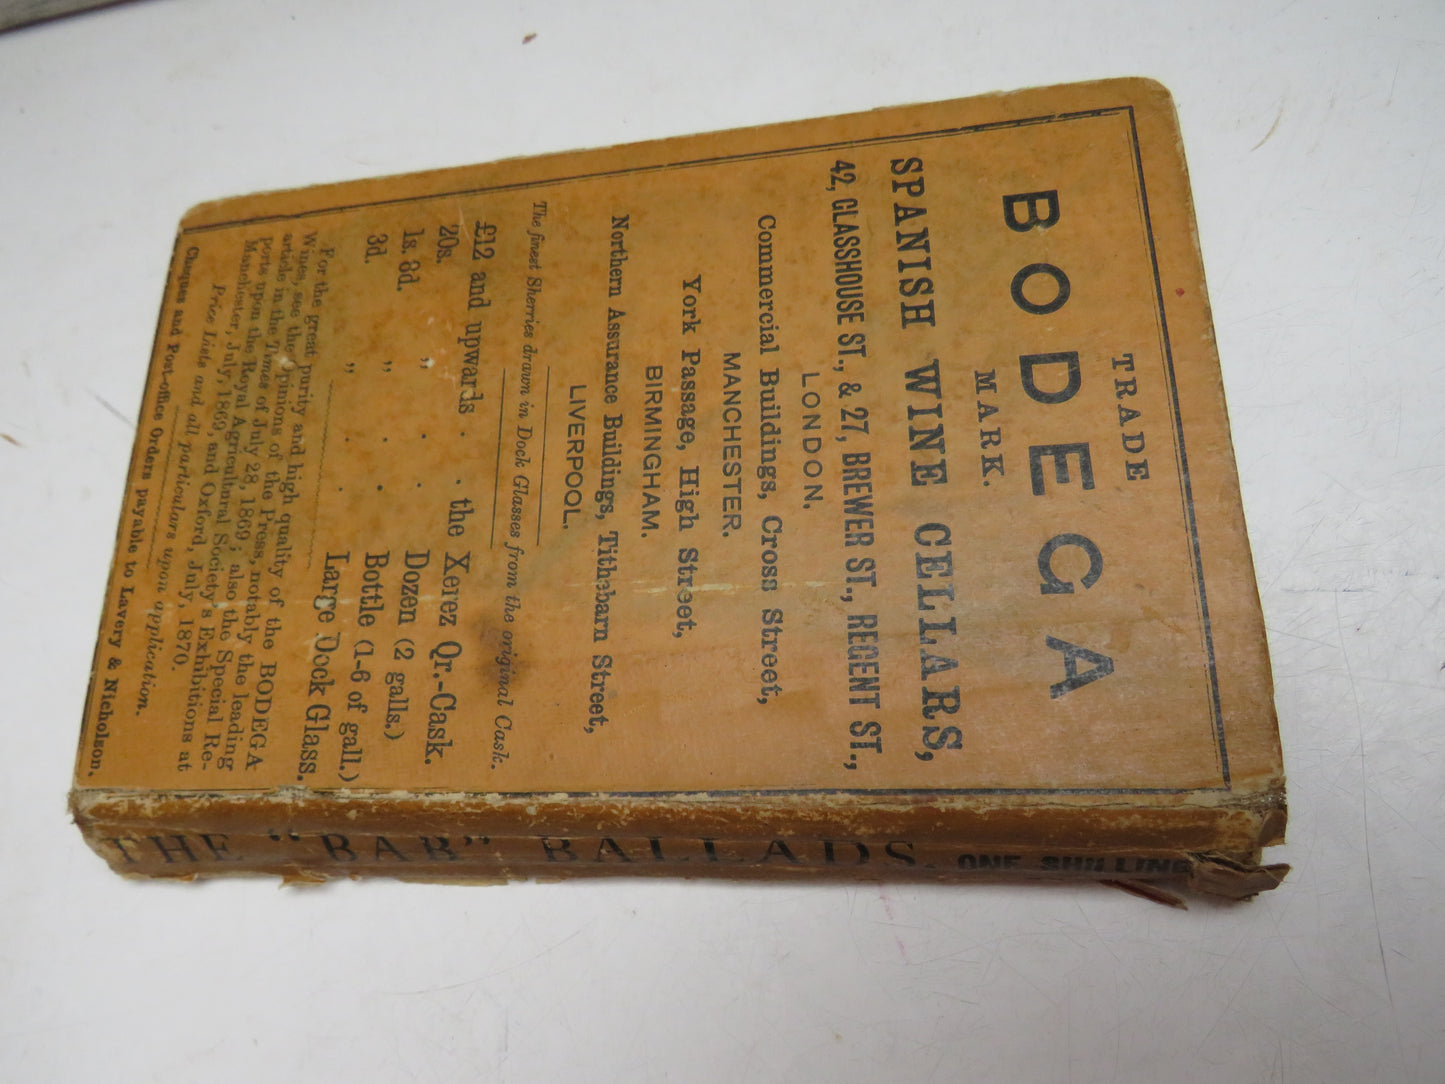 TRADE
MARK.
BODEGA
SPANISH WINE CELLARS,
42, GLASSHOUSE ST., & 27, BREWER ST., REGENT ST.,
LONDON.
Commercial Buildings, Cross Street,
MANCHESTER.
York Passage, High Street,
BIRMINGHAM.
Northern Assurance Buildings, Tithebarn Street,
LIVERPOOL.
The finest Sherries drawn in Dock Glasses from the original Cask.
£12 and upwards . . the Xerez Qr.-Cask.
20s. „ . . Dozen (2 galls.)
1s. 8d. „ . . Bottle (1-6 of gall.)
3d. „ . . Large Dock Glass.
For the great purity and high quality of the BODEGA
Wines, see the Opinions of the Press, notably the leading
article in the Times of July 28, 1869; also the Special Re-
ports upon the Royal Agricultural Society's Exhibitions at
Manchester, July, 1869, and Oxford, July, 1870.
Price Lists and all particulars upon application.
Cheques and Post-office Orders payable to Lavery & Nicholson.
THE "BAB" BALLADS. ONE SHILLING